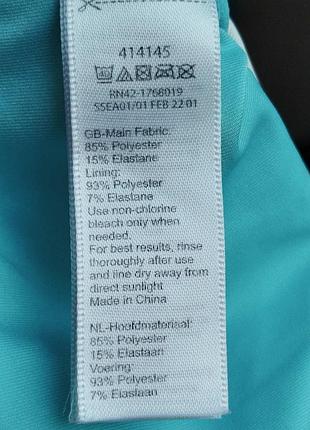 414145
40
RN42-1768019
SSEA01/01 FEB 22 01
GB-Main Fabric:
85% Polyester
15% Elastane
Lining:
93% Polyester
7% Elastane
Use non-chlorine
bleach only when
needed.
For best results, rinse
thoroughly after use
and line dry away from
direct sunlight
Made in China
NL-Hoofdmateriaal:
85% Polyester
15% Elastaan
Voering:
93% Polyester
7% Elastaan